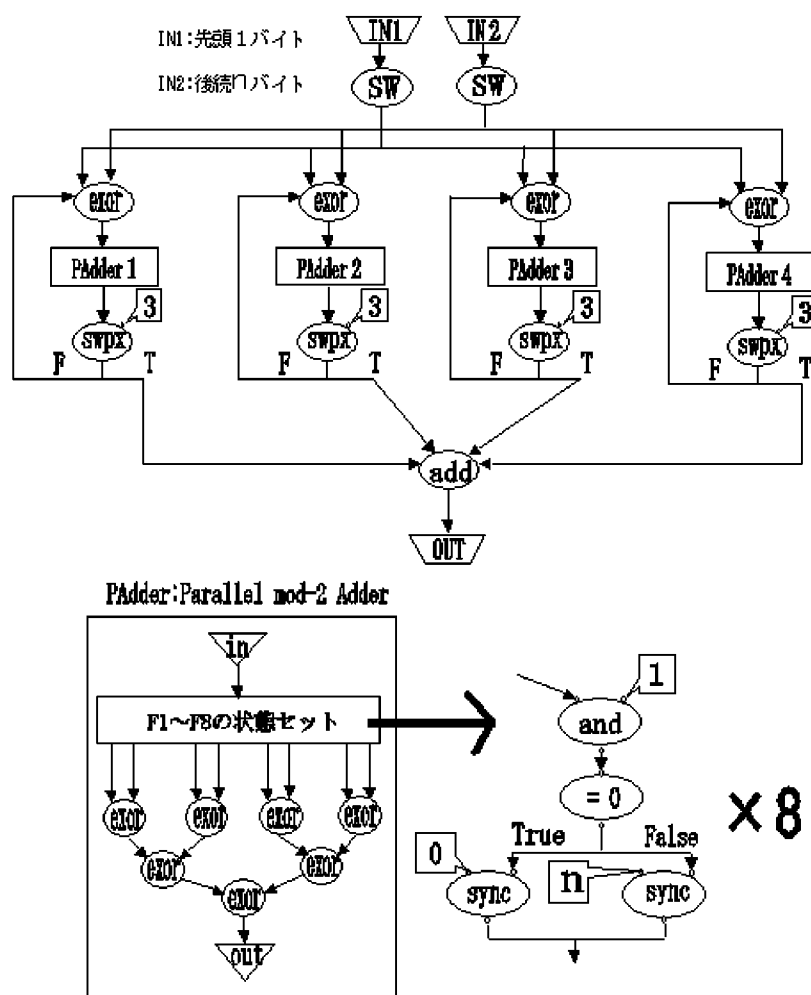 IN1:先頭1バイト
IN1
IN2
IN2:後続nバイト
SW
SW
exor
exor
exor
exor
PAdder 1
PAdder 2
PAdder 3
PAdder 4
3
3
3
3
swpx
swpx
swpx
swpx
F
T
F
T
F
T
F
T
add
OUT
PAdder:Parallel mod-2 Adder
in
F1～F8の状態セット
exor
exor
exor
exor
exor
exor
exor
out
1
and
= 0
True
False
0
n
sync
sync
×8